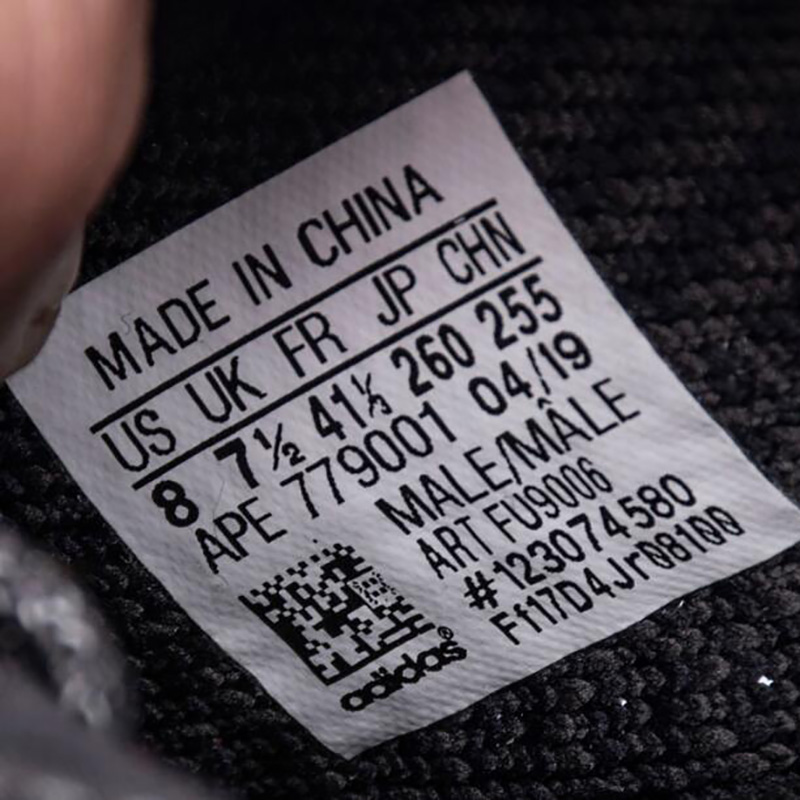 MADE IN CHINA
US UK FR JP CHN
8 7½ 41⅓ 260 255
APE 779001 04/19
MALE/MÂLE
ART FU9006
#123074580
Ff17D4Jr08100
adidas®